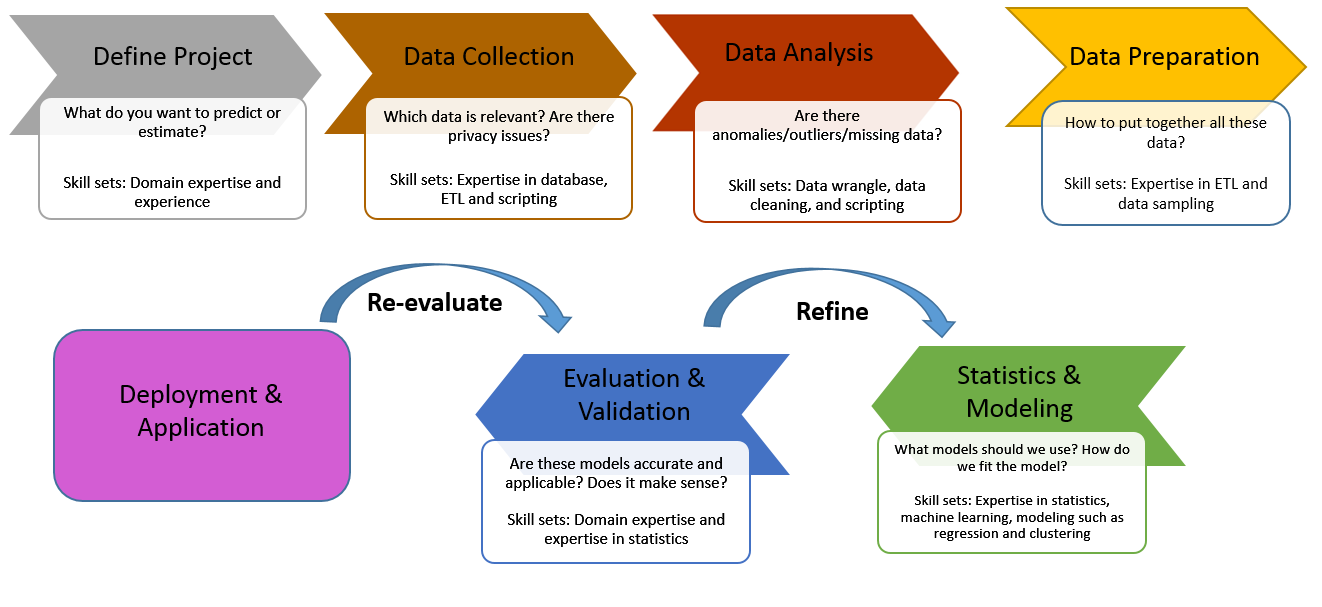 Define Project
What do you want to predict or
estimate?
Skill sets: Domain expertise and
experience
Data Collection
Which data is relevant? Are there
privacy issues?
Skill sets: Expertise in database,
ETL and scripting
Data Analysis
Are there
anomalies/outliers/missing data?
Skill sets: Data wrangle, data
cleaning, and scripting
Data Preparation
How to put together all these
data?
Skill sets: Expertise in ETL and
data sampling
Re-evaluate
Refine
Deployment &
Application
Evaluation &
Validation
Are these models accurate and
applicable? Does it make sense?
Skill sets: Domain expertise and
expertise in statistics
Statistics &
Modeling
What models should we use? How do
we fit the model?
Skill sets: Expertise in statistics,
machine learning, modeling such as
regression and clustering